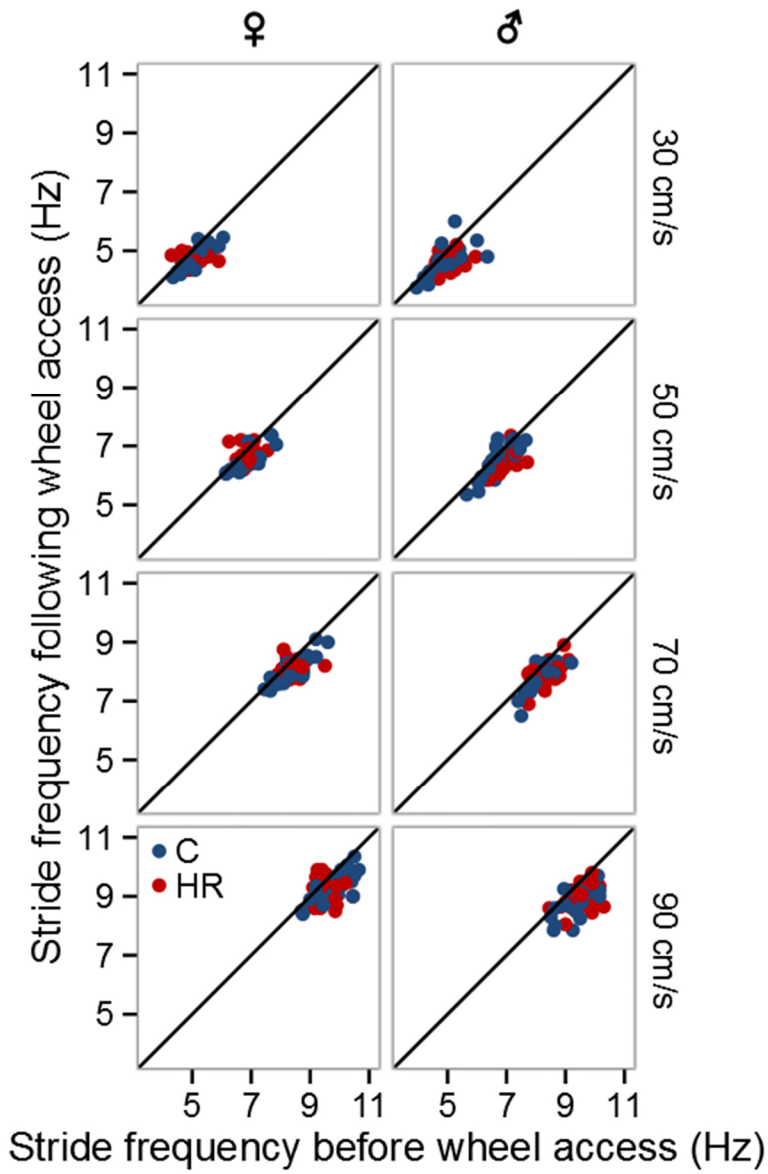 ♀ ♂
11
9
7
5
30 cm/s
11
9
7
5
50 cm/s
11
9
7
5
70 cm/s
11
9
7
5
90 cm/s
C
HR
5 7 9 11 5 7 9 11
Stride frequency before wheel access (Hz)
Stride frequency following wheel access (Hz)